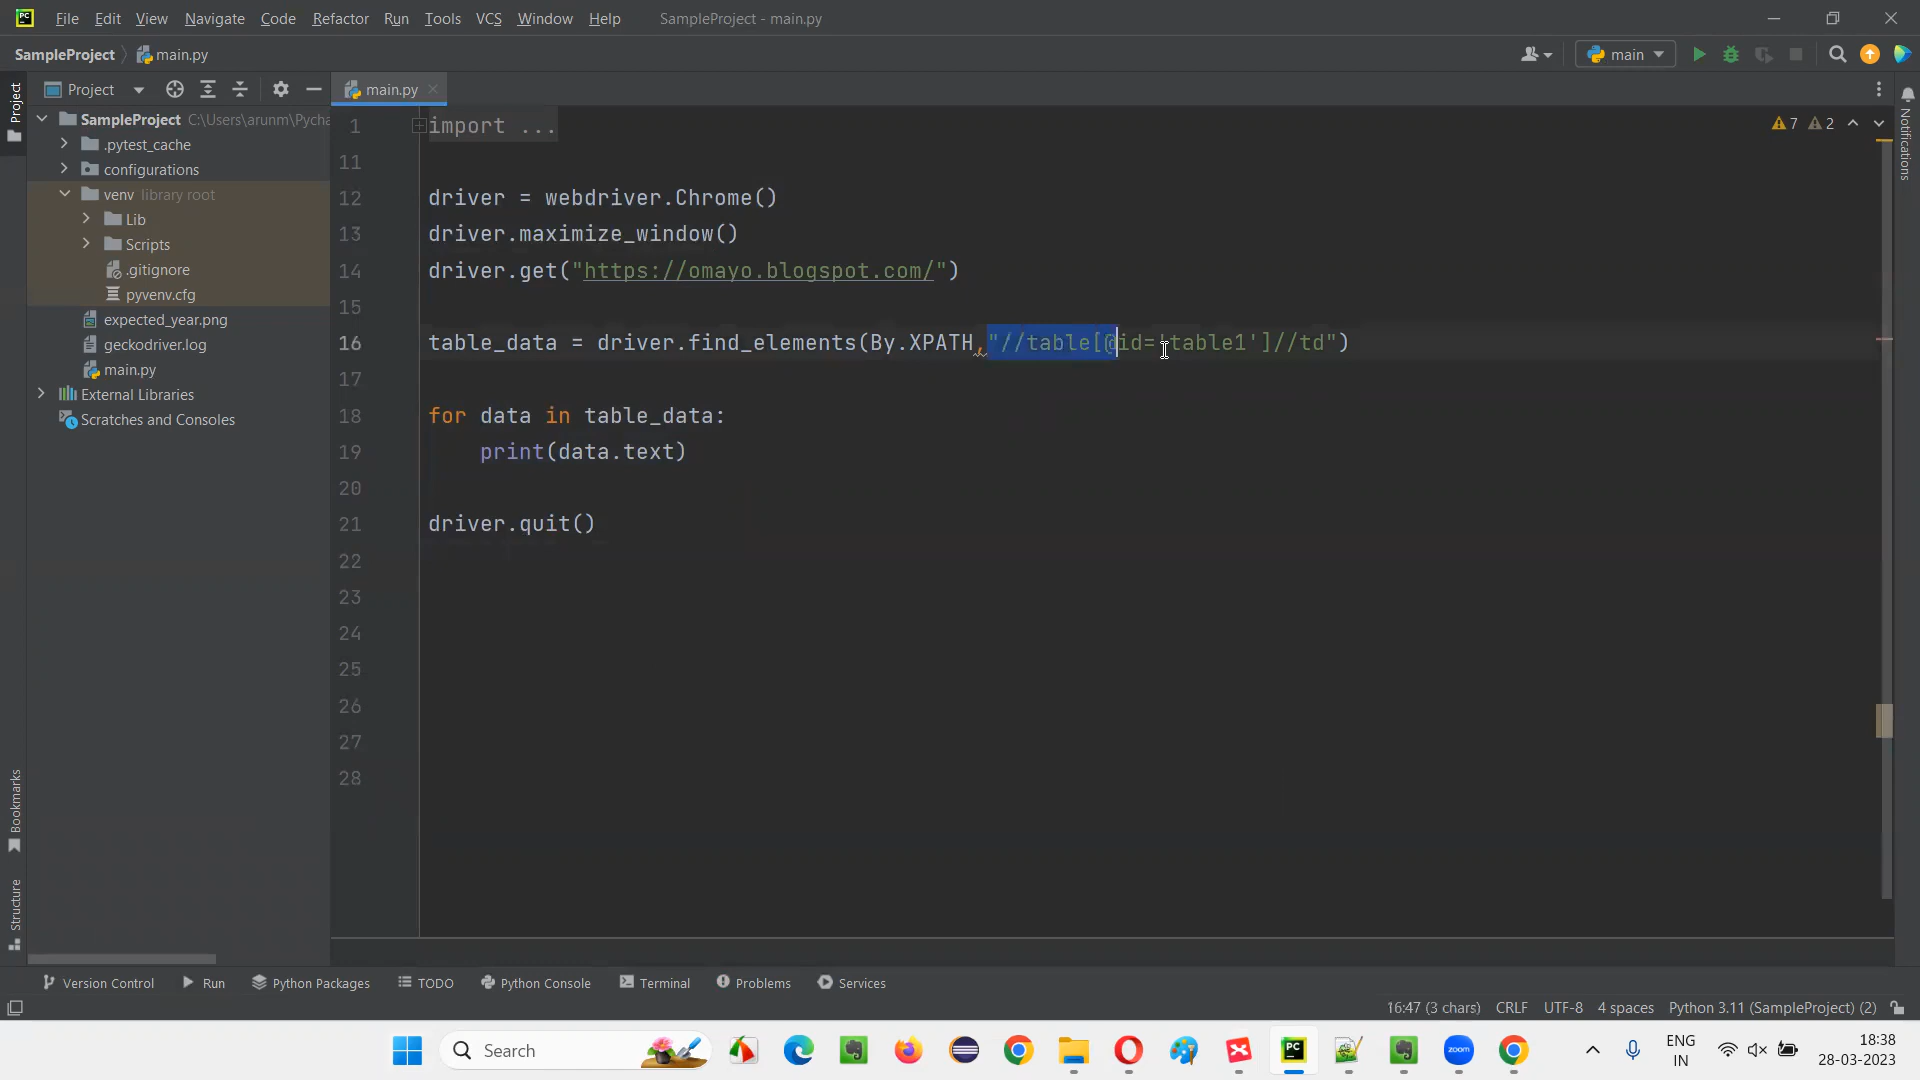 File Edit View Navigate Code Refactor Run Tools VCS Window Help SampleProject - main.py
SampleProject main.py main
Project main.py
SampleProject C:\Users\arunm\Pycha
.pytest_cache
configurations
venv library root
Lib
Scripts
.gitignore
pyvenv.cfg
expected_year.png
geckodriver.log
main.py
External Libraries
Scratches and Consoles
Project
Bookmarks
Structure
1 import ...
11
12 driver = webdriver.Chrome()
13 driver.maximize_window()
14 driver.get("https://omayo.blogspot.com/")
15
16 table_data = driver.find_elements(By.XPATH,"//table[@id='table1']//td")
17
18 for data in table_data:
19 print(data.text)
20
21 driver.quit()
22
23
24
25
26
27
28
7 2
Notifications
Version Control Run Python Packages TODO Python Console Terminal Problems Services
16:47 (3 chars) CRLF UTF-8 4 spaces Python 3.11 (SampleProject) (2)
Search
zoom
ENG
IN
18:38
28-03-2023